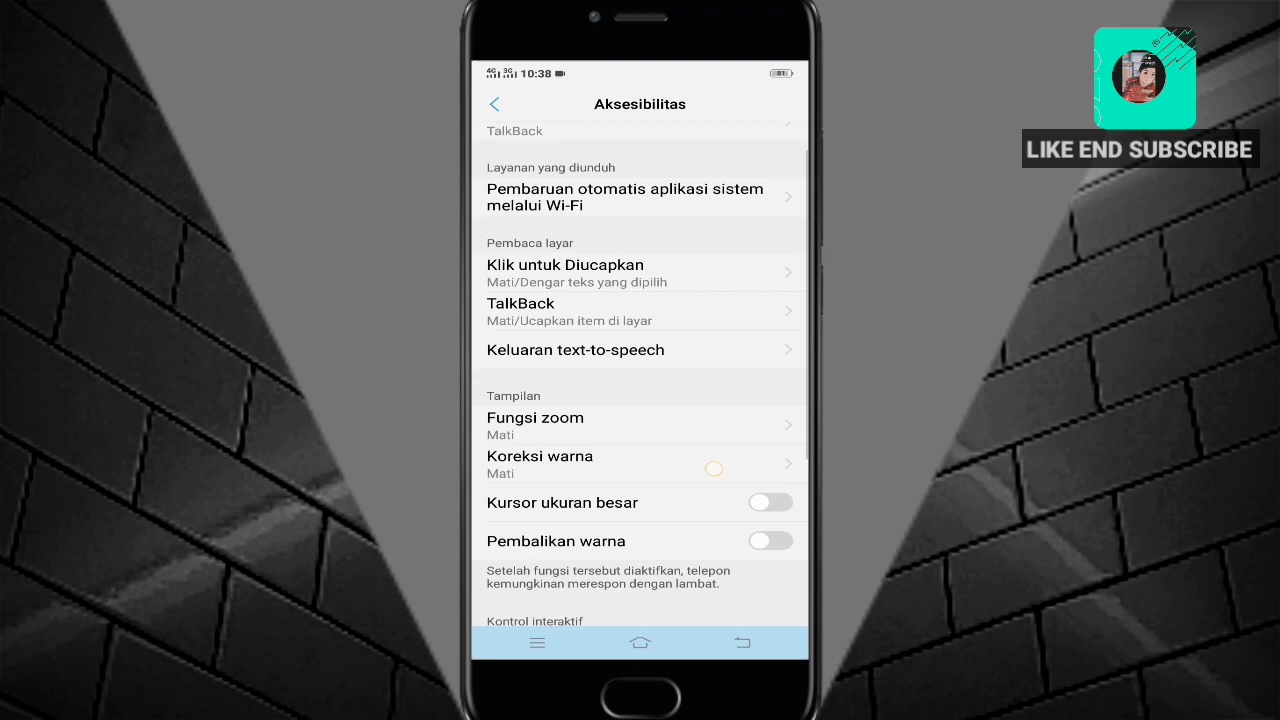 4G 3G 10:38 81
Aksesibilitas
TalkBack
Layanan yang diunduh
Pembaruan otomatis aplikasi sistem
melalui Wi-Fi
Pembaca layar
Klik untuk Diucapkan
Mati/Dengar teks yang dipilih
TalkBack
Mati/Ucapkan item di layar
Keluaran text-to-speech
Tampilan
Fungsi zoom
Mati
Koreksi warna
Mati
Kursor ukuran besar
Pembalikan warna
Setelah fungsi tersebut diaktifkan, telepon
kemungkinan merespon dengan lambat.
Kontrol interaktif
LIKE END SUBSCRIBE